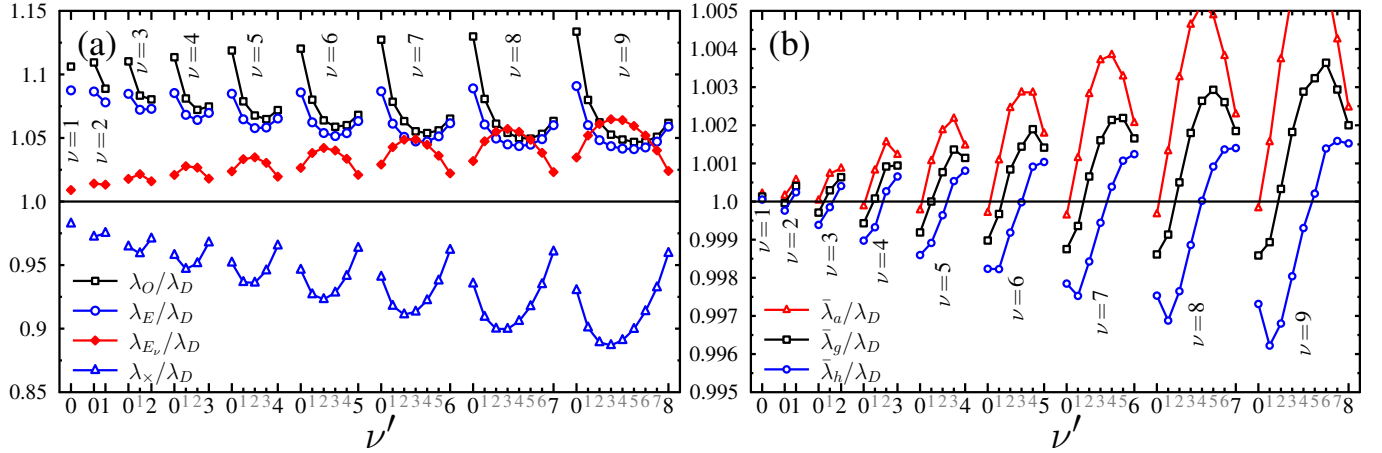 1.15
1.1
1.05
1.0
0.95
0.9
0.85
(a)
ν=1
ν=2
ν=3
ν=4
ν=5
ν=6
ν=7
ν=8
ν=9
λ_O/λ_D
λ_E/λ_D
λ_{E_ν}/λ_D
λ_×/λ_D
0 01 012 0123 01234 012345 0123456 01234567 012345678
ν′
1.005
1.004
1.003
1.002
1.001
1.0
0.999
0.998
0.997
0.996
0.995
(b)
ν=1
ν=2
ν=3
ν=4
ν=5
ν=6
ν=7
ν=8
ν=9
λ̄_a/λ_D
λ̄_g/λ_D
λ̄_h/λ_D
0 01 012 0123 01234 012345 0123456 01234567 012345678
ν′